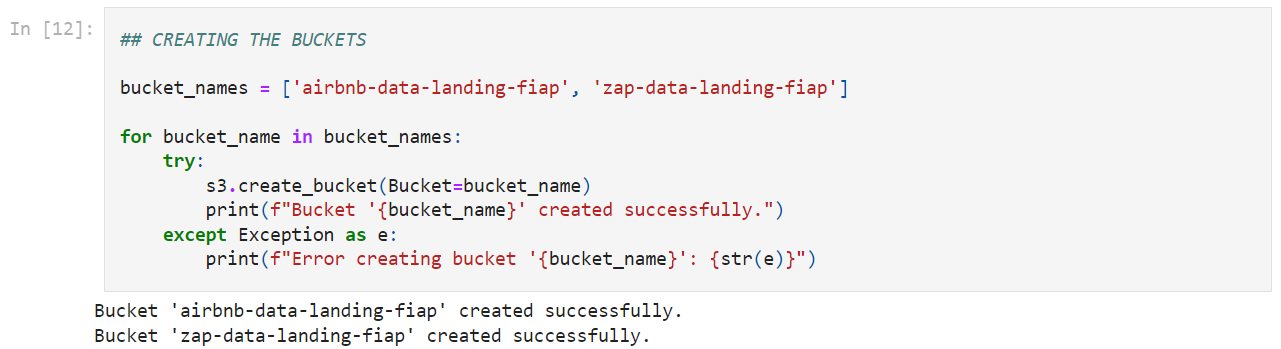 In [12]:
## CREATING THE BUCKETS
bucket_names = ['airbnb-data-landing-fiap', 'zap-data-landing-fiap']
for bucket_name in bucket_names:
    try:
        s3.create_bucket(Bucket=bucket_name)
        print(f"Bucket '{bucket_name}' created successfully.")
    except Exception as e:
        print(f"Error creating bucket '{bucket_name}': {str(e)}")
Bucket 'airbnb-data-landing-fiap' created successfully.
Bucket 'zap-data-landing-fiap' created successfully.